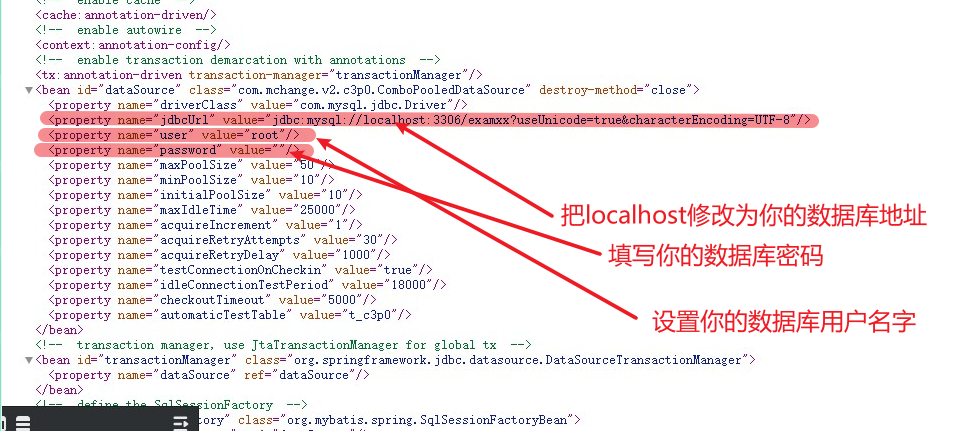 <!-- enable cache -->
<cache:annotation-driven/>
<!-- enable autowire -->
<context:annotation-config/>
<!-- enable transaction demarcation with annotations -->
<tx:annotation-driven transaction-manager="transactionManager"/>
<bean id="dataSource" class="com.mchange.v2.c3p0.ComboPooledDataSource" destroy-method="close">
<property name="driverClass" value="com.mysql.jdbc.Driver"/>
<property name="jdbcUrl" value="jdbc:mysql://localhost:3306/examxx?useUnicode=true&characterEncoding=UTF-8"/>
<property name="user" value="root"/>
<property name="password" value=""/>
<property name="maxPoolSize" value="50"/>
<property name="minPoolSize" value="10"/>
<property name="initialPoolSize" value="10"/>
<property name="maxIdleTime" value="25000"/>
<property name="acquireIncrement" value="1"/>
<property name="acquireRetryAttempts" value="30"/>
<property name="acquireRetryDelay" value="1000"/>
<property name="testConnectionOnCheckin" value="true"/>
<property name="idleConnectionTestPeriod" value="18000"/>
<property name="checkoutTimeout" value="5000"/>
<property name="automaticTestTable" value="t_c3p0"/>
</bean>
把localhost修改为你的数据库地址
填写你的数据库密码
设置你的数据库用户名字
<!-- transaction manager, use JtaTransactionManager for global tx -->
<bean id="transactionManager" class="org.springframework.jdbc.datasource.DataSourceTransactionManager">
<property name="dataSource" ref="dataSource"/>
</bean>
<!-- define the SqlSessionFactory -->
tory" class="org.mybatis.spring.SqlSessionFactoryBean">